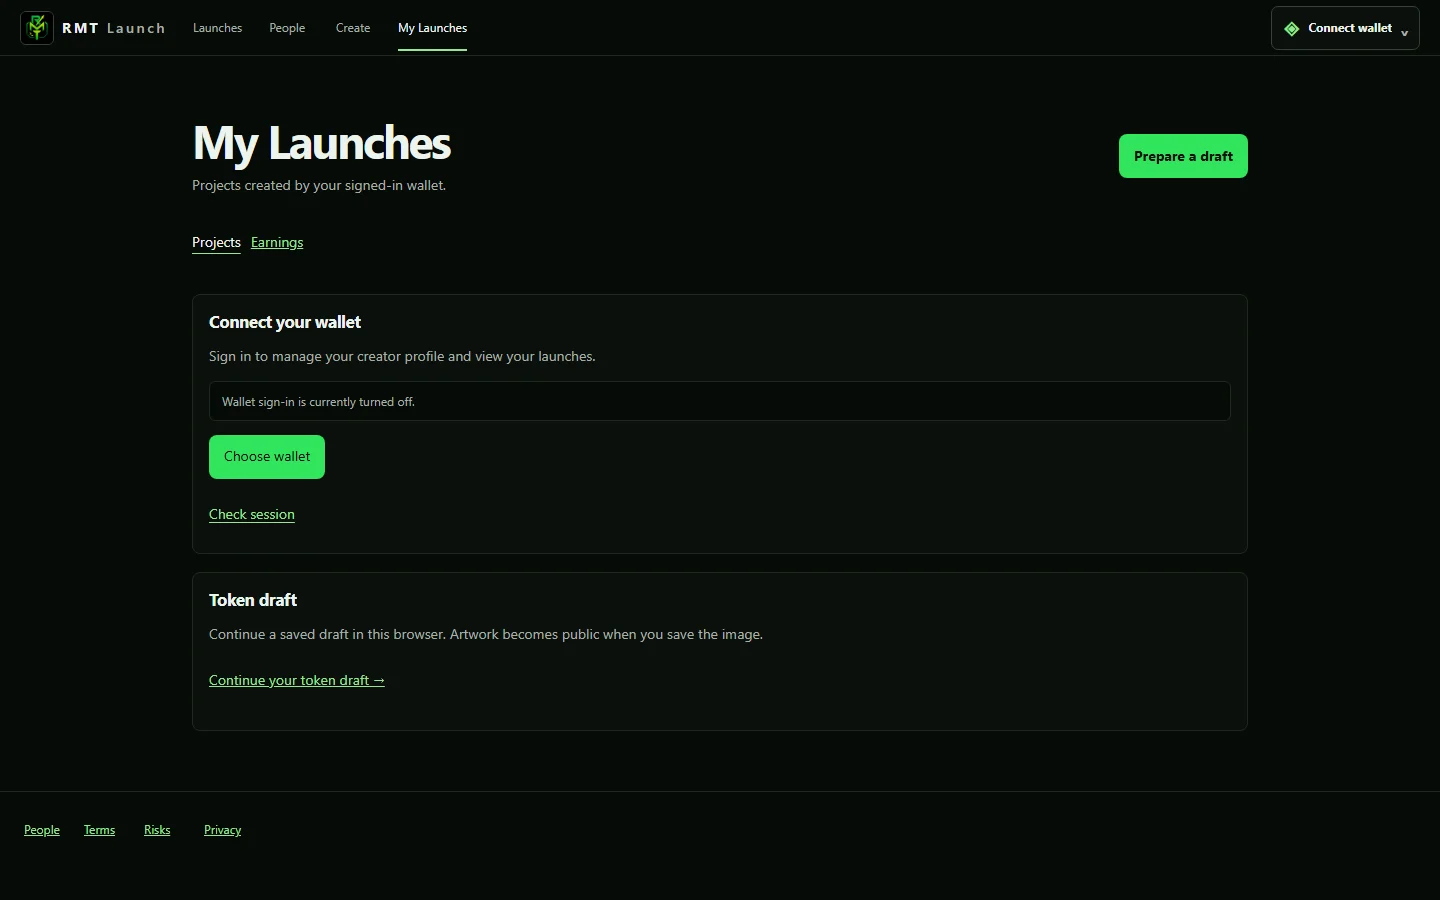 RMT Launch
Launches
People
Create
My Launches
Connect wallet
My Launches
Projects created by your signed-in wallet.
Prepare a draft
Projects
Earnings
Connect your wallet
Sign in to manage your creator profile and view your launches.
Wallet sign-in is currently turned off.
Choose wallet
Check session
Token draft
Continue a saved draft in this browser. Artwork becomes public when you save the image.
Continue your token draft →
People
Terms
Risks
Privacy